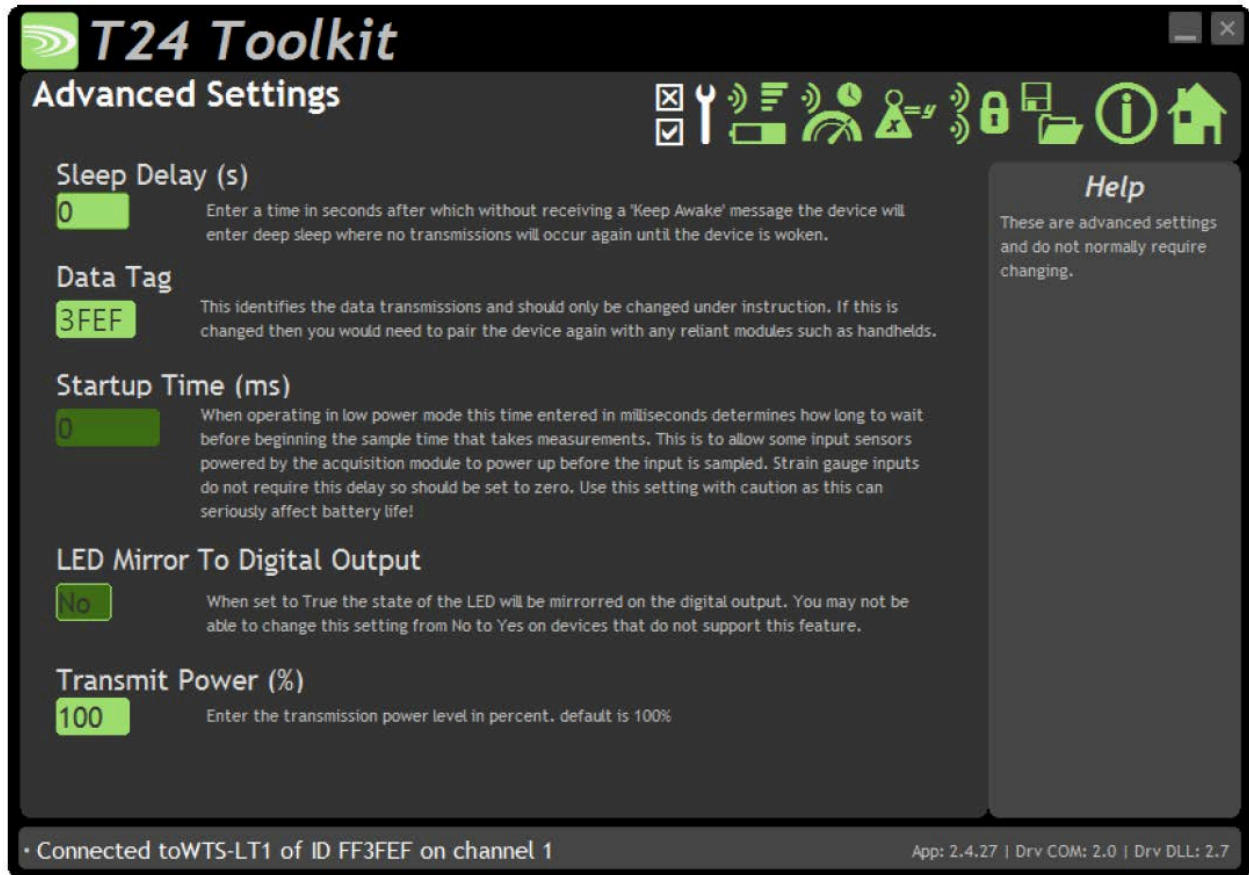 T24 Toolkit
Advanced Settings
x=y
Sleep Delay (s)
0
Enter a time in seconds after which without receiving a 'Keep Awake' message the device will
enter deep sleep where no transmissions will occur again until the device is woken.
Data Tag
3FEF
This identifies the data transmissions and should only be changed under instruction. If this is
changed then you would need to pair the device again with any reliant modules such as handhelds.
Startup Time (ms)
0
When operating in low power mode this time entered in milliseconds determines how long to wait
before beginning the sample time that takes measurements. This is to allow some input sensors
powered by the acquisition module to power up before the input is sampled. Strain gauge inputs
do not require this delay so should be set to zero. Use this setting with caution as this can
seriously affect battery life!
LED Mirror To Digital Output
No
When set to True the state of the LED will be mirrorred on the digital output. You may not be
able to change this setting from No to Yes on devices that do not support this feature.
Transmit Power (%)
100
Enter the transmission power level in percent. default is 100%
Help
These are advanced settings
and do not normally require
changing.
Connected toWTS-LT1 of ID FF3FEF on channel 1
App: 2.4.27 | Drv COM: 2.0 | Drv DLL: 2.7